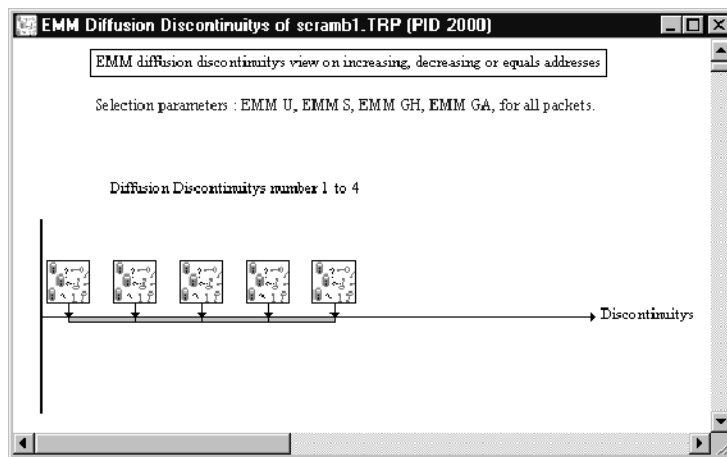 EMM Diffusion Discontinuitys of scramb1.TRP (PID 2000)
EMM diffusion discontinuitys view on increasing, decreasing or equals addresses
Selection parameters : EMM U, EMM S, EMM GH, EMM GA, for all packets.
Diffusion Discontinuitys number 1 to 4
Discontinuitys